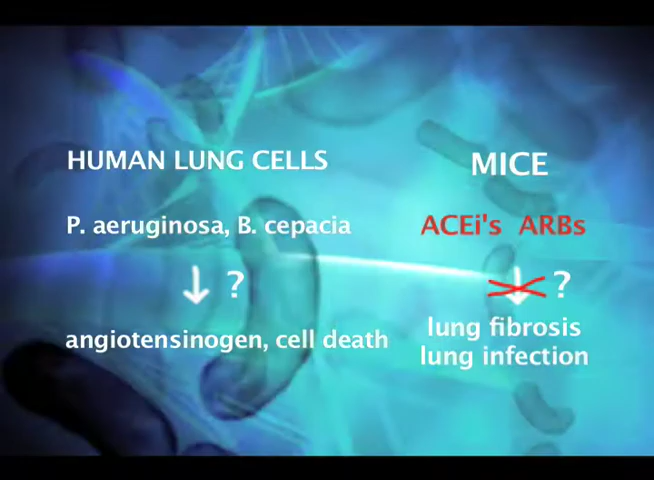 HUMAN LUNG CELLS
P. aeruginosa, B. cepacia
?
angiotensinogen, cell death
MICE
ACEi's ARBs
?
lung fibrosis
lung infection